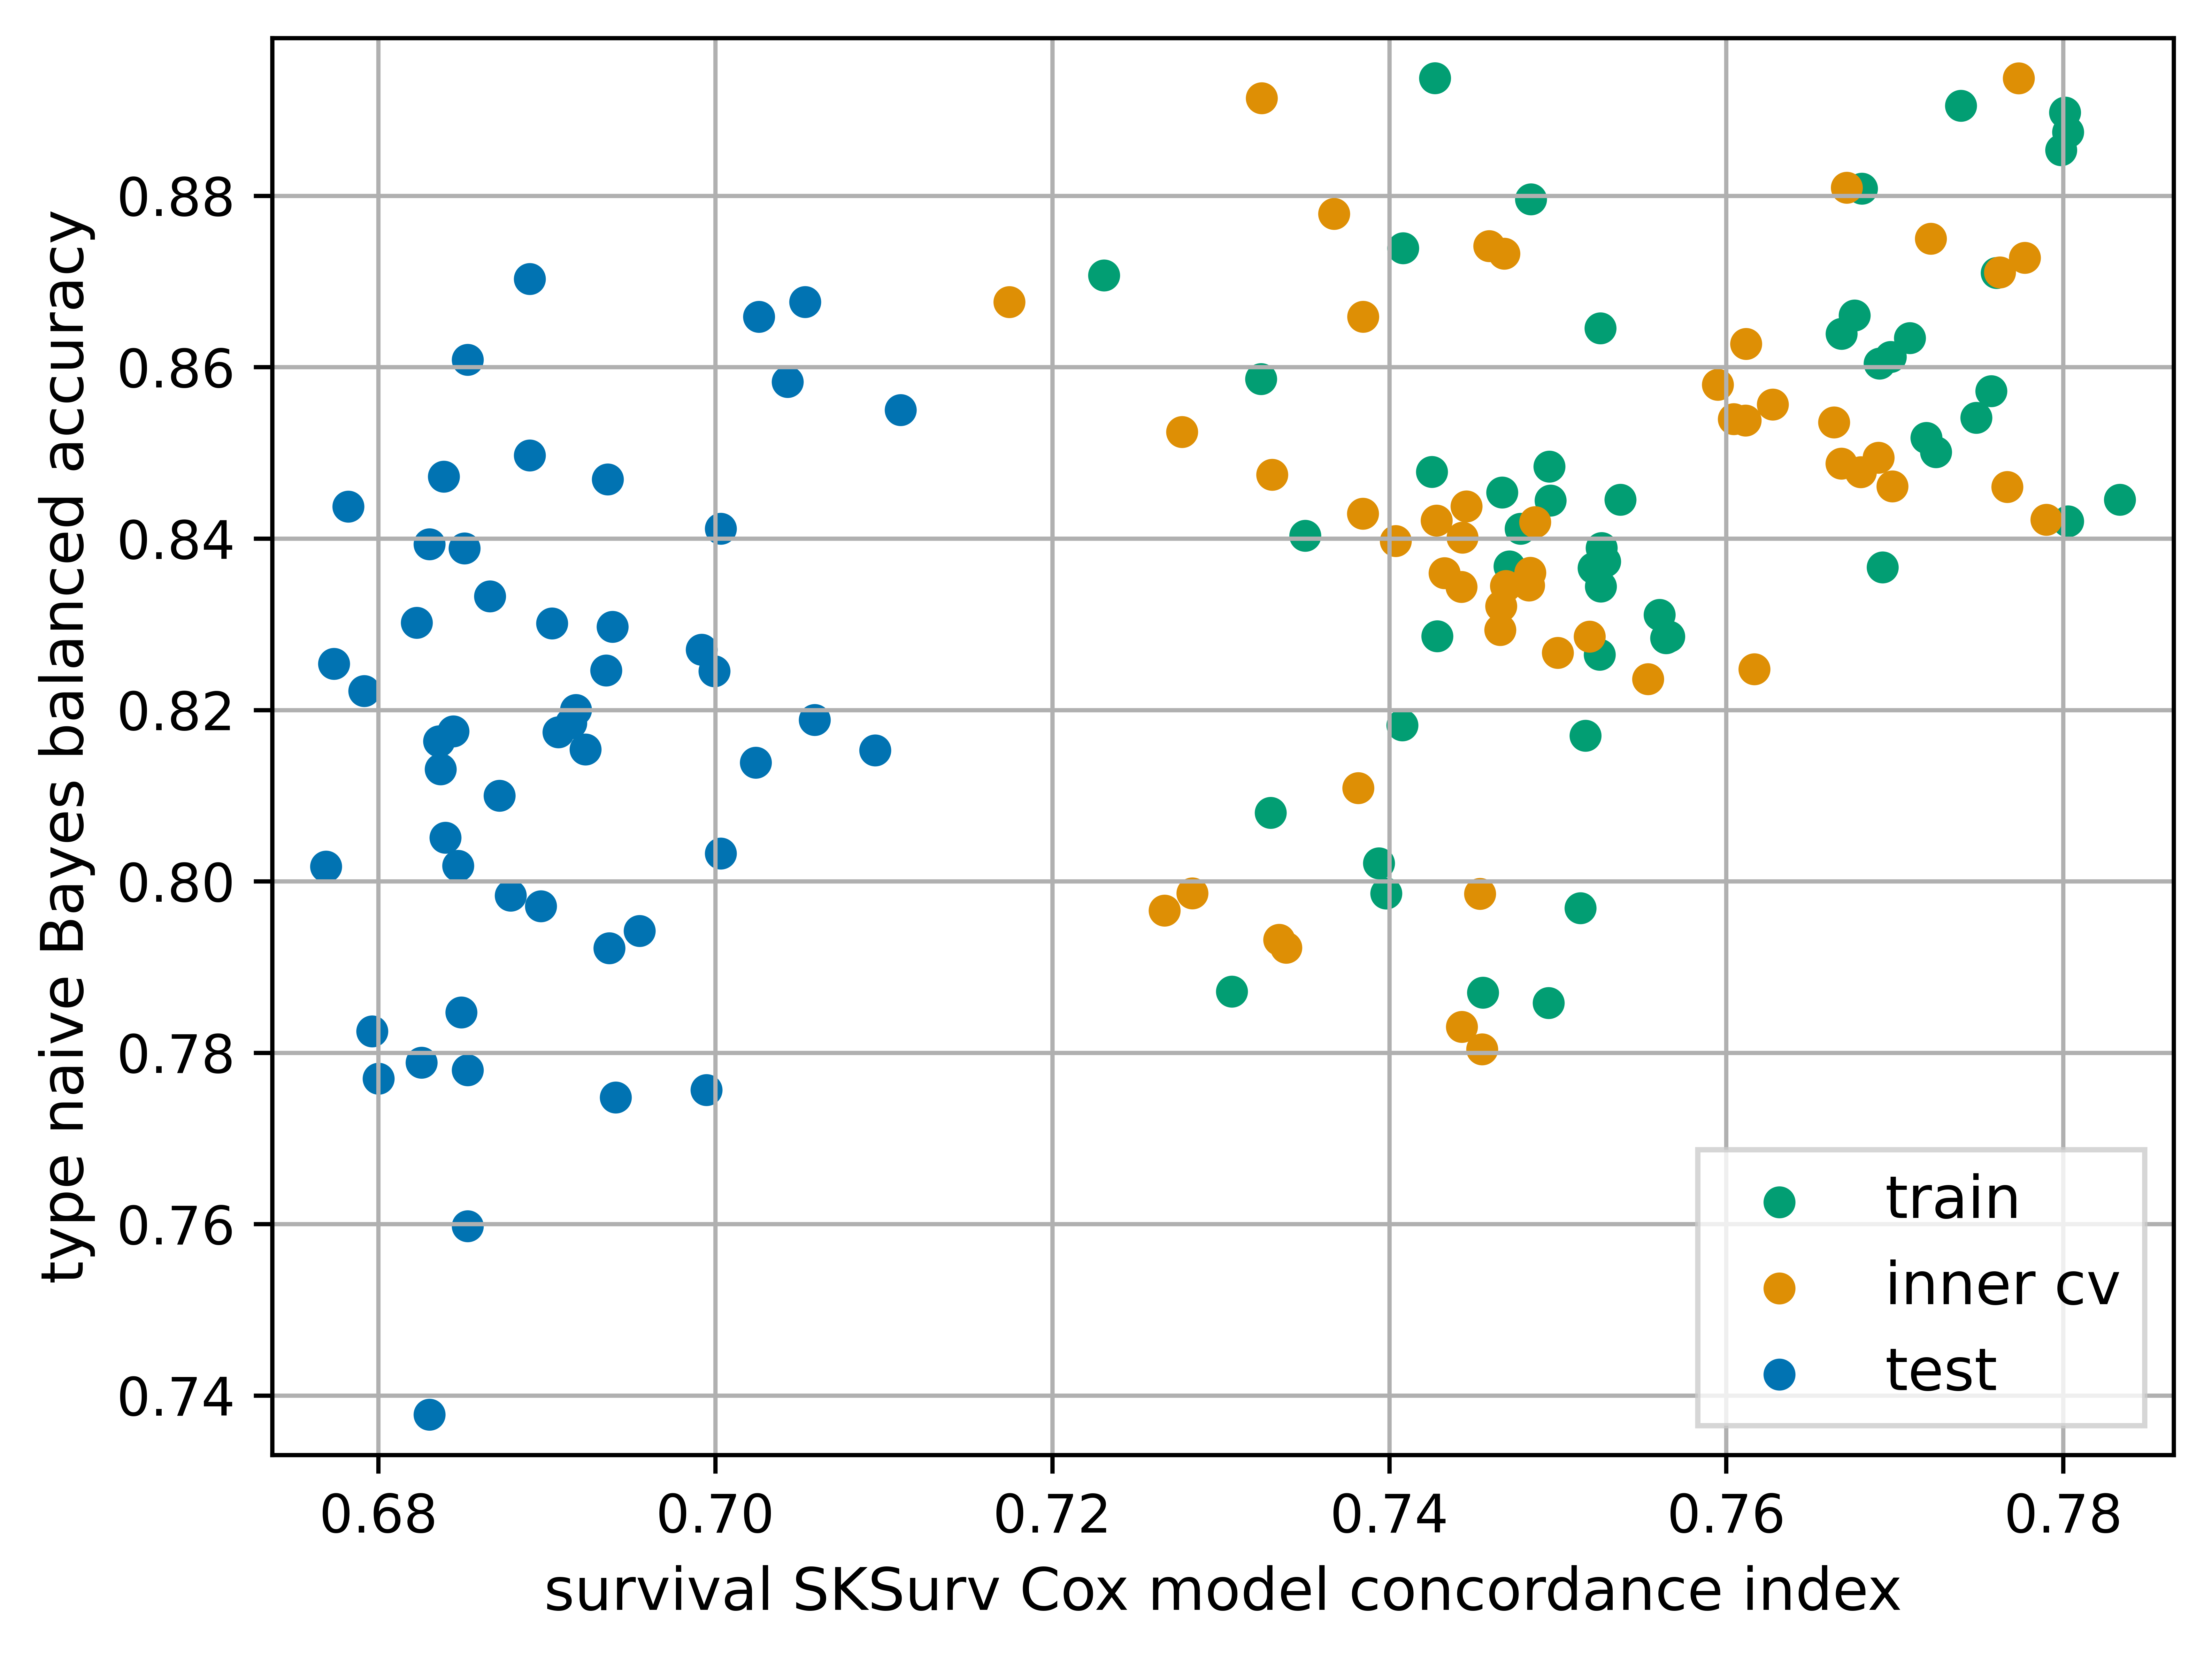 type naive Bayes balanced accuracy
0.88
0.86
0.84
0.82
0.80
0.78
0.76
0.74
0.68 0.70 0.72 0.74 0.76 0.78
survival SKSurv Cox model concordance index
train
inner cv
test